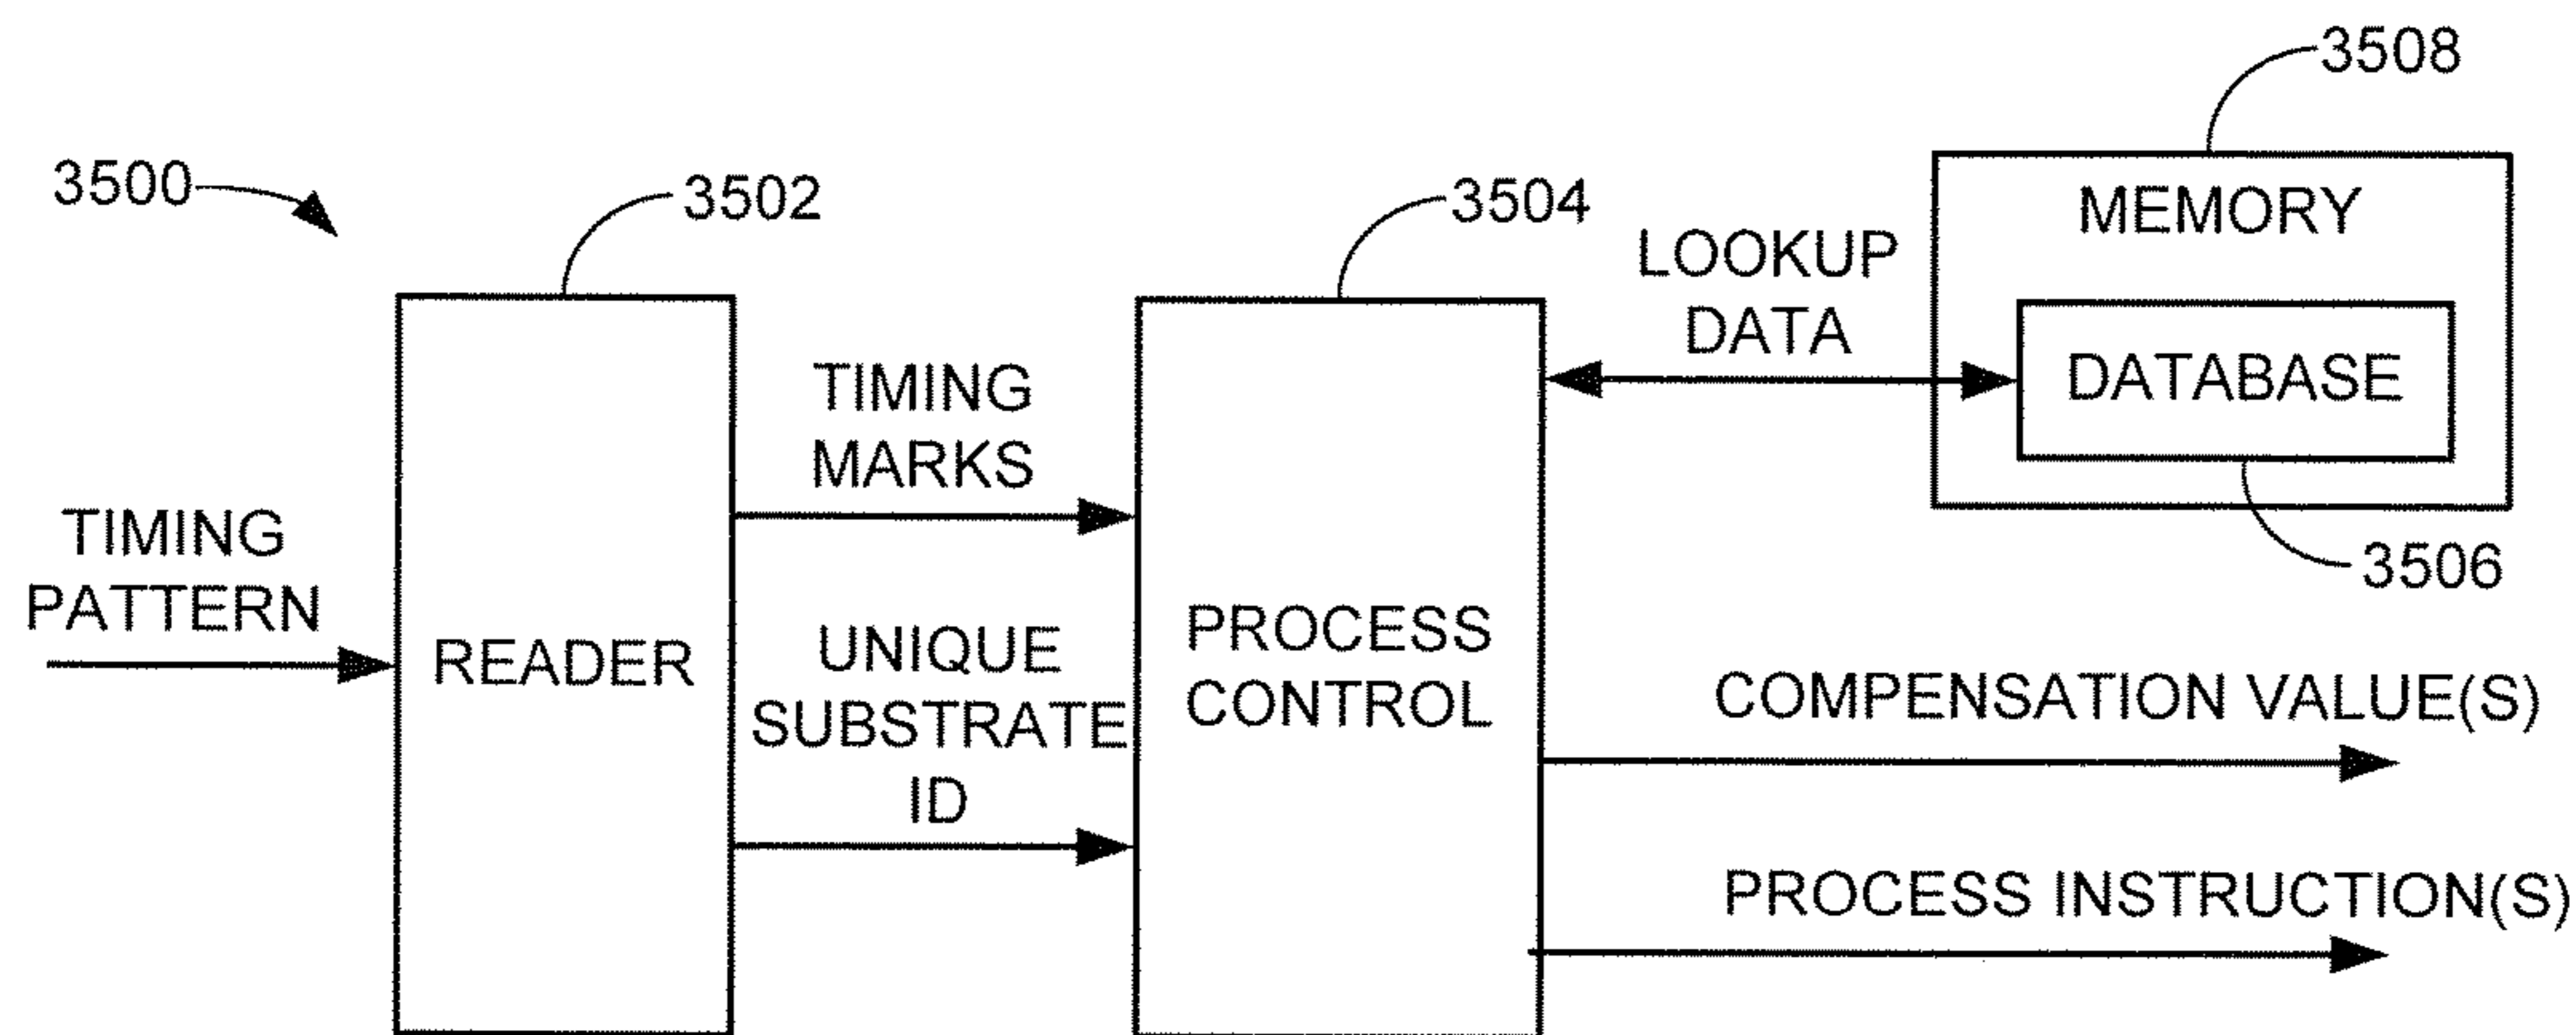 3508
3500
3502
3504
MEMORY
LOOKUP
DATA
DATABASE
3506
TIMING
MARKS
TIMING
PATTERN
READER
UNIQUE
SUBSTRATE
ID
PROCESS
CONTROL
COMPENSATION VALUE(S)
PROCESS INSTRUCTION(S)